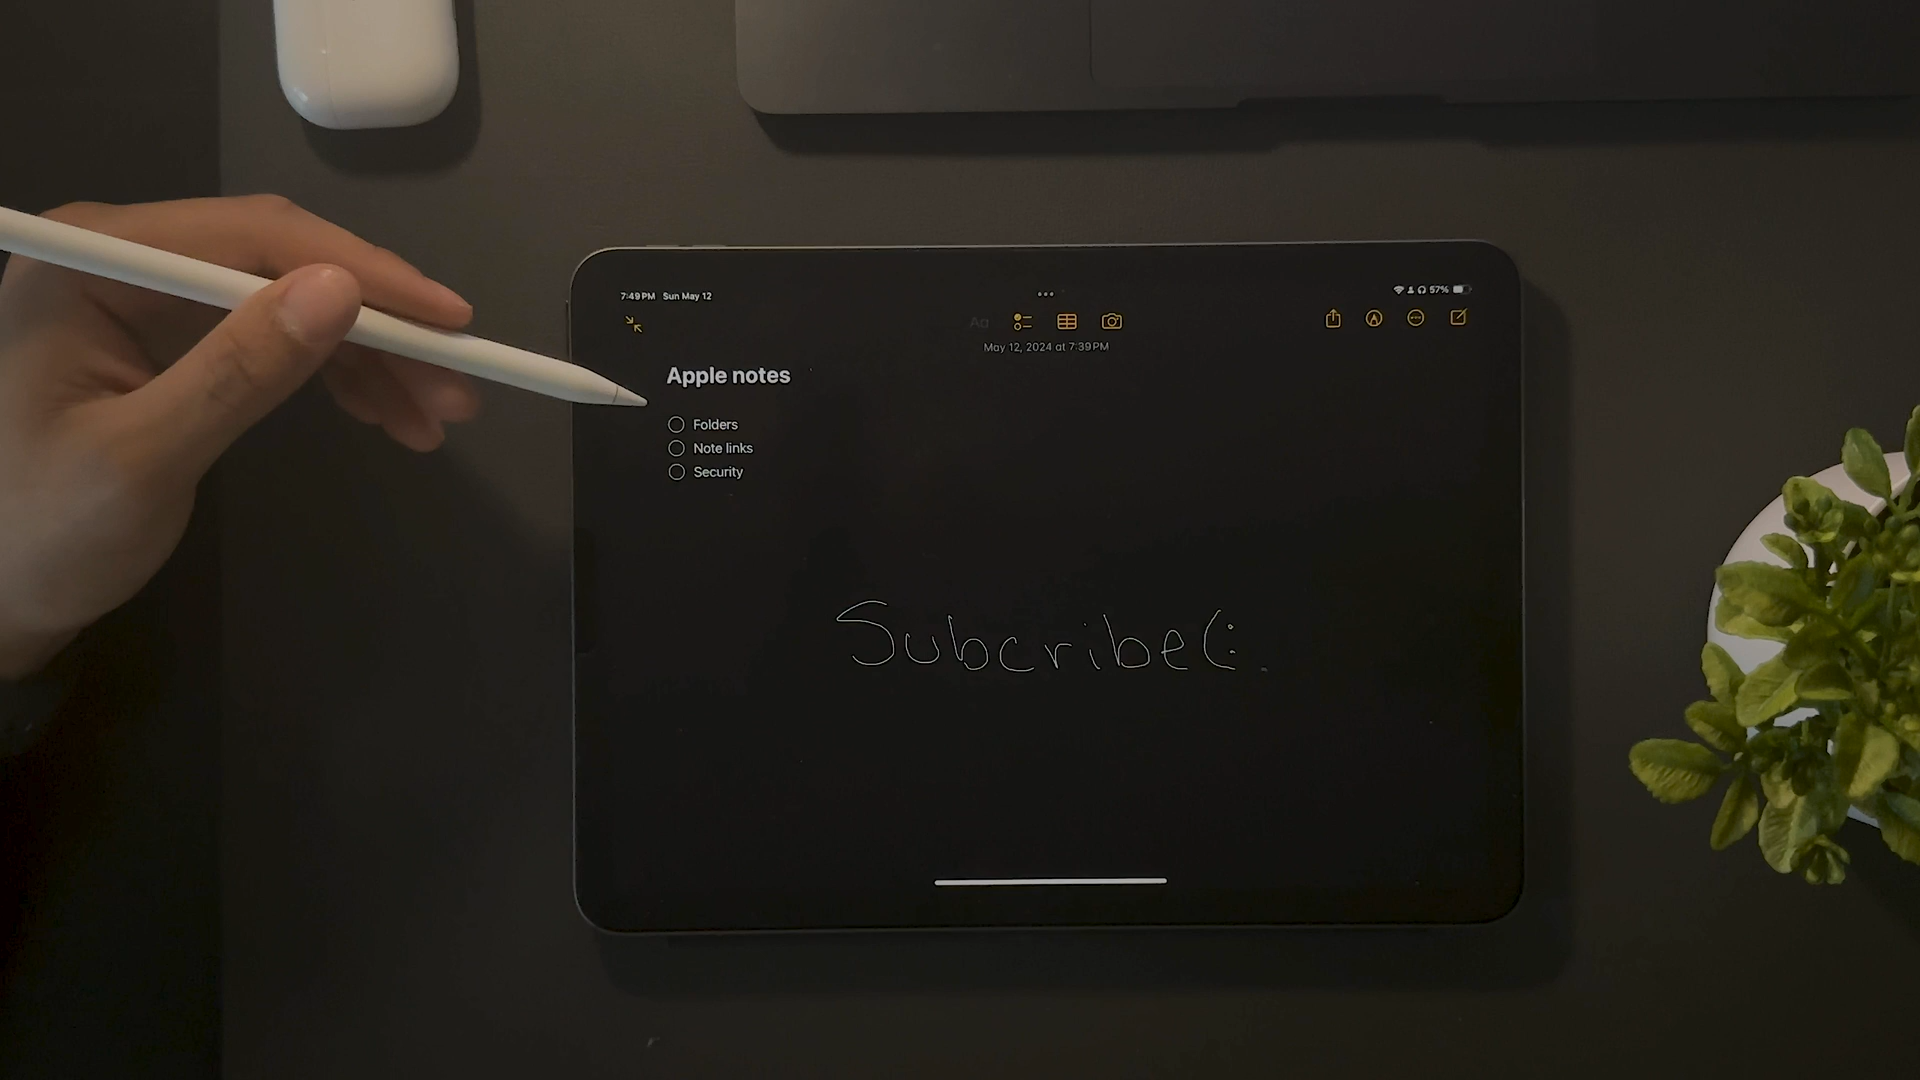 7:49 PM Sun May 12
57%
Aa
May 12, 2024 at 7:39 PM
Apple notes
Folders
Note links
Security
Subcribe(: